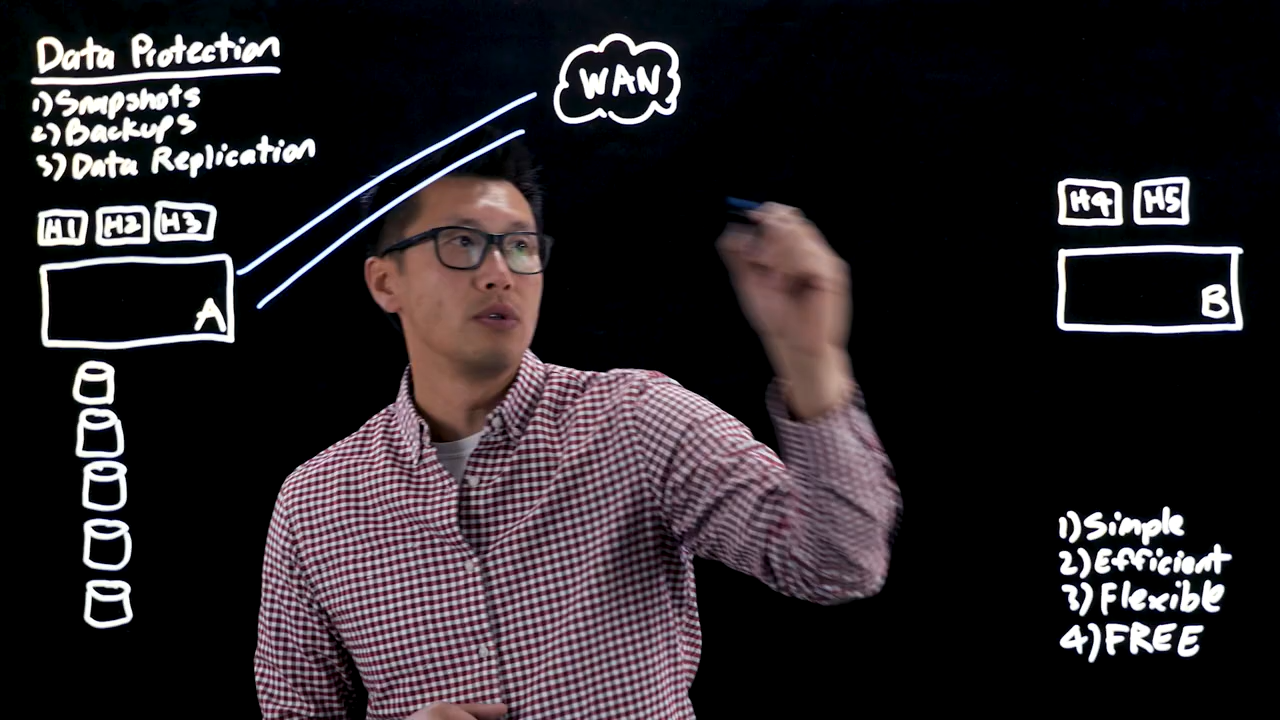 Data Protection
1) Snapshots
2) Backups
3) Data Replication
H1 H2 H3
A
WAN
H4 H5
B
1) Simple
2) Efficient
3) Flexible
4) FREE